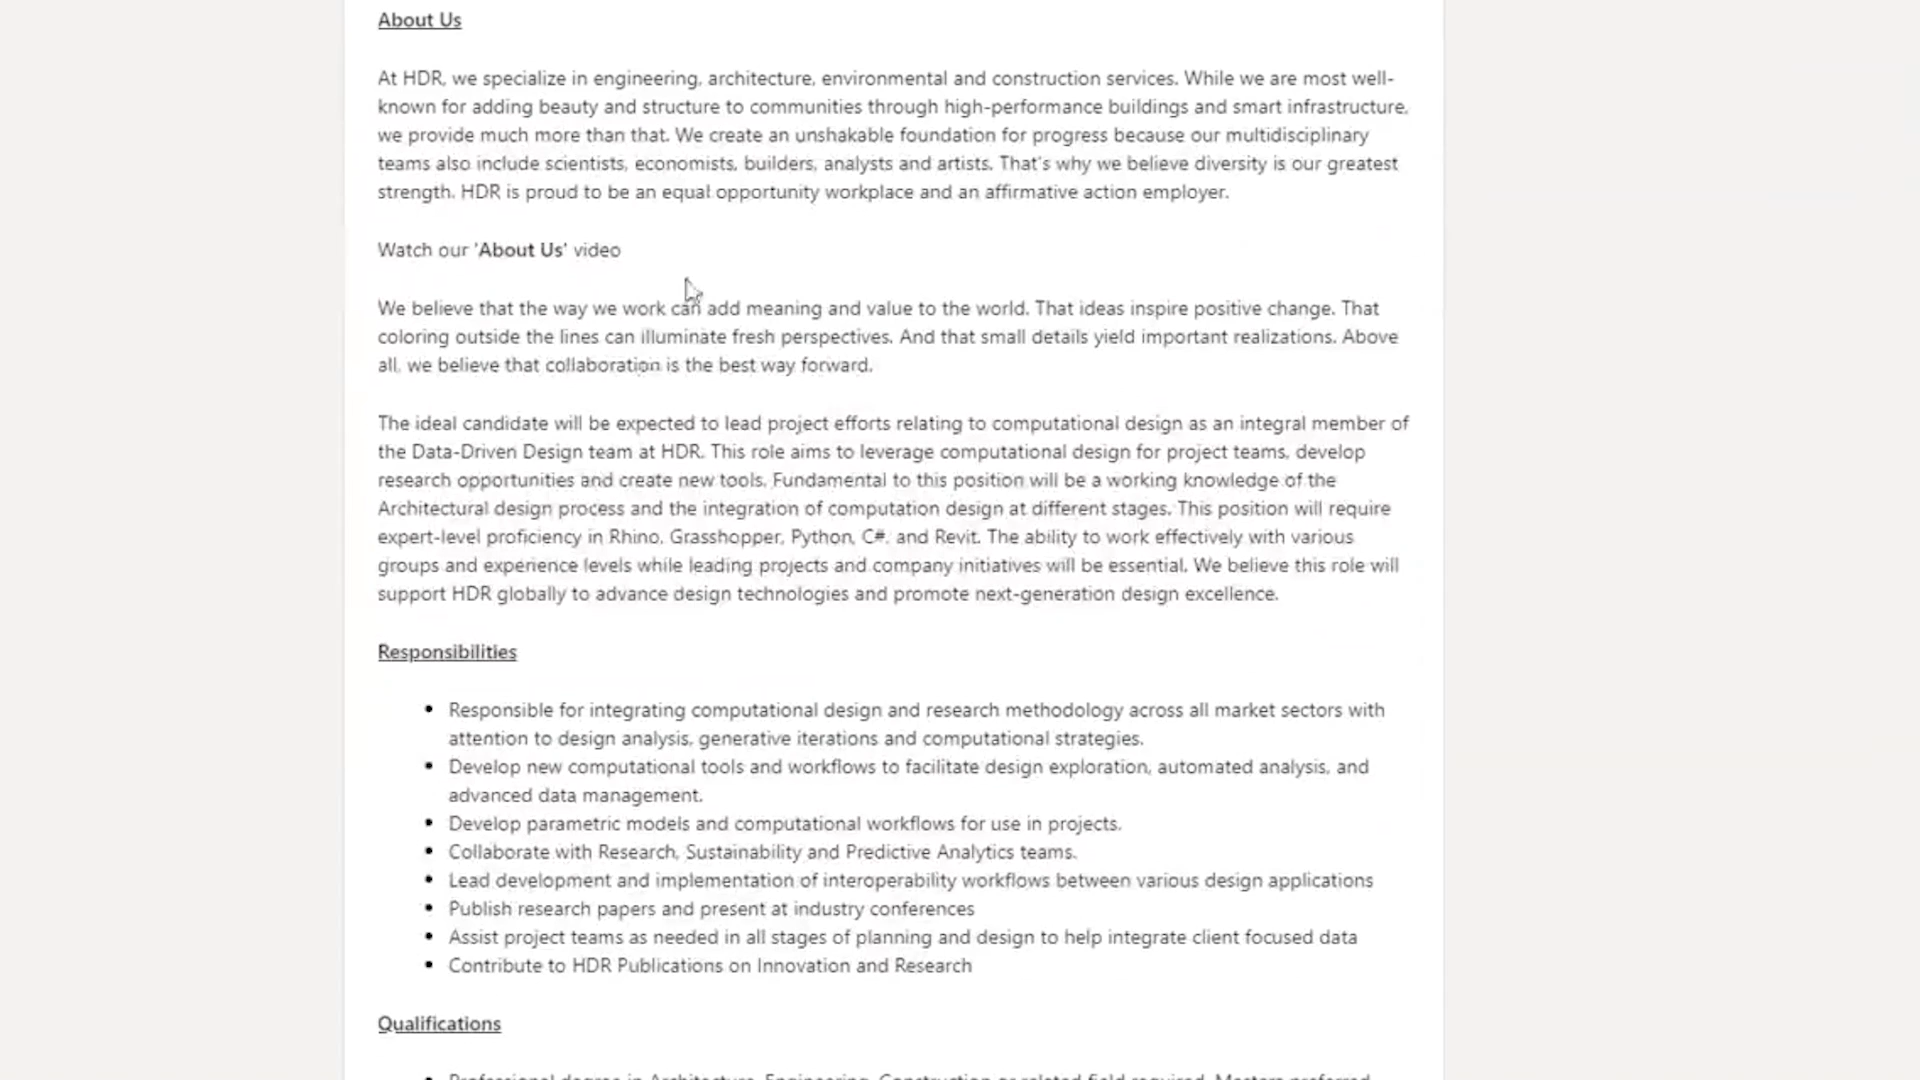 About Us
At HDR, we specialize in engineering, architecture, environmental and construction services. While we are most well-
known for adding beauty and structure to communities through high-performance buildings and smart infrastructure,
we provide much more than that. We create an unshakable foundation for progress because our multidisciplinary
teams also include scientists, economists, builders, analysts and artists. That's why we believe diversity is our greatest
strength. HDR is proud to be an equal opportunity workplace and an affirmative action employer.
Watch our 'About Us' video
We believe that the way we work can add meaning and value to the world. That ideas inspire positive change. That
coloring outside the lines can illuminate fresh perspectives. And that small details yield important realizations. Above
all, we believe that collaboration is the best way forward.
The ideal candidate will be expected to lead project efforts relating to computational design as an integral member of
the Data-Driven Design team at HDR. This role aims to leverage computational design for project teams, develop
research opportunities and create new tools. Fundamental to this position will be a working knowledge of the
Architectural design process and the integration of computation design at different stages. This position will require
expert-level proficiency in Rhino, Grasshopper, Python, C#, and Revit. The ability to work effectively with various
groups and experience levels while leading projects and company initiatives will be essential. We believe this role will
support HDR globally to advance design technologies and promote next-generation design excellence.
Responsibilities
• Responsible for integrating computational design and research methodology across all market sectors with
attention to design analysis, generative iterations and computational strategies.
• Develop new computational tools and workflows to facilitate design exploration, automated analysis, and
advanced data management.
• Develop parametric models and computational workflows for use in projects.
• Collaborate with Research, Sustainability and Predictive Analytics teams.
• Lead development and implementation of interoperability workflows between various design applications
• Publish research papers and present at industry conferences
• Assist project teams as needed in all stages of planning and design to help integrate client focused data
• Contribute to HDR Publications on Innovation and Research
Qualifications
• Professional degree in Architecture, Engineering, Construction or related field required. Masters preferred